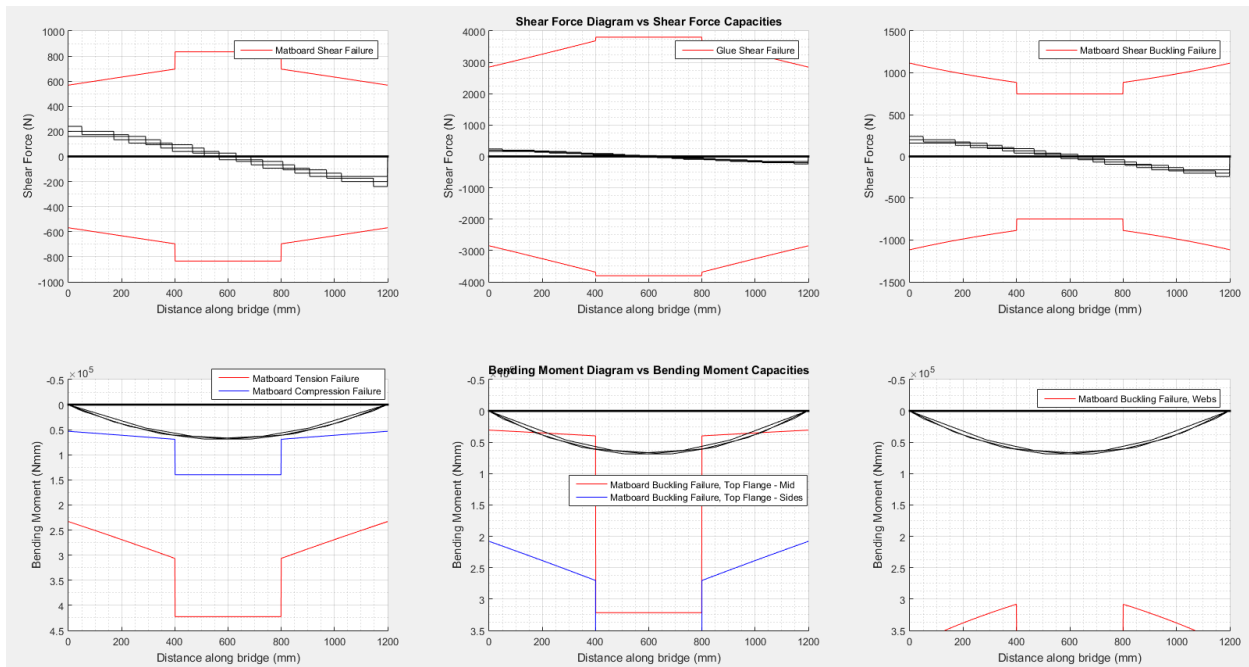 Shear Force Diagram vs Shear Force Capacities
1000
800
600
400
200
0
-200
-400
-600
-800
-1000
Shear Force (N)
Matboard Shear Failure
0 200 400 600 800 1000 1200
Distance along bridge (mm)
4000
3000
2000
1000
0
-1000
-2000
-3000
-4000
Shear Force (N)
Glue Shear Failure
0 200 400 600 800 1000 1200
Distance along bridge (mm)
1500
1000
500
0
-500
-1000
-1500
Shear Force (N)
Matboard Shear Buckling Failure
0 200 400 600 800 1000 1200
Distance along bridge (mm)
Bending Moment Diagram vs Bending Moment Capacities
× 10^5
-0.5
0
0.5
1
1.5
2
2.5
3
3.5
4
4.5
Bending Moment (Nmm)
Matboard Tension Failure
Matboard Compression Failure
0 200 400 600 800 1000 1200
Distance along bridge (mm)
-0.5
0
0.5
1
1.5
2
2.5
3
3.5
Bending Moment (Nmm)
Matboard Buckling Failure, Top Flange - Mid
Matboard Buckling Failure, Top Flange - Sides
0 200 400 600 800 1000 1200
Distance along bridge (mm)
× 10^5
-0.5
0
0.5
1
1.5
2
2.5
3
3.5
Bending Moment (Nmm)
Matboard Buckling Failure, Webs
0 200 400 600 800 1000 1200
Distance along bridge (mm)